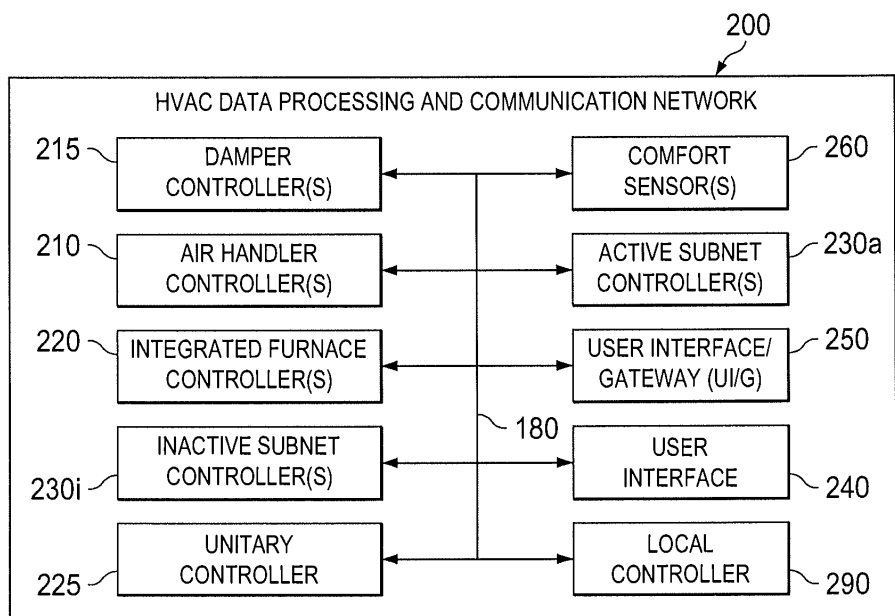 200
HVAC DATA PROCESSING AND COMMUNICATION NETWORK
215
DAMPER
CONTROLLER(S)
COMFORT
SENSOR(S)
260
210
AIR HANDLER
CONTROLLER(S)
ACTIVE SUBNET
CONTROLLER(S)
230a
220
INTEGRATED FURNACE
CONTROLLER(S)
USER INTERFACE/
GATEWAY (UI/G)
250
180
230i
INACTIVE SUBNET
CONTROLLER(S)
USER
INTERFACE
240
225
UNITARY
CONTROLLER
LOCAL
CONTROLLER
290